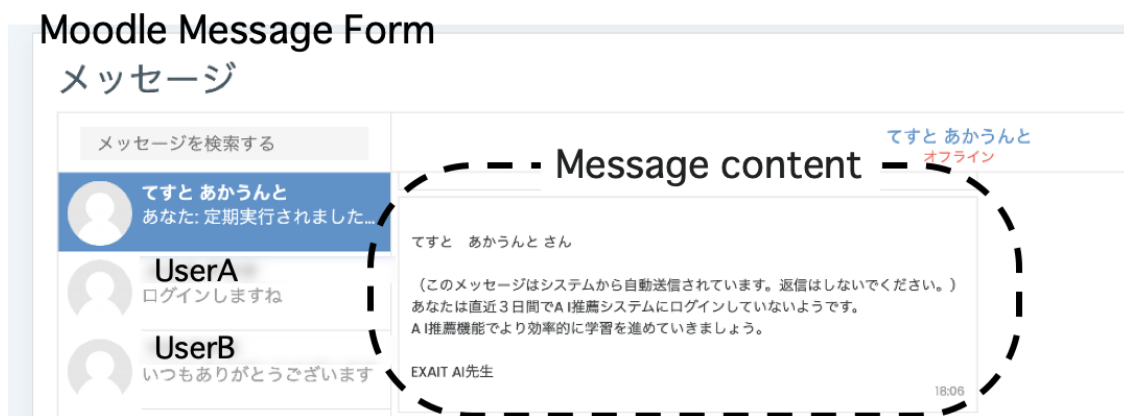 Moodle Message Form
メッセージ
メッセージを検索する
てすと あかうんと
オフライン
Message content
てすと あかうんと
あなた: 定期実行されました...
UserA
ログインしますね
UserB
いつもありがとうございます
てすと　あかうんと さん
（このメッセージはシステムから自動送信されています。返信はしないでください。）
あなたは直近３日間でA I推薦システムにログインしていないようです。
A I推薦機能でより効率的に学習を進めていきましょう。
EXAIT AI先生
18:06